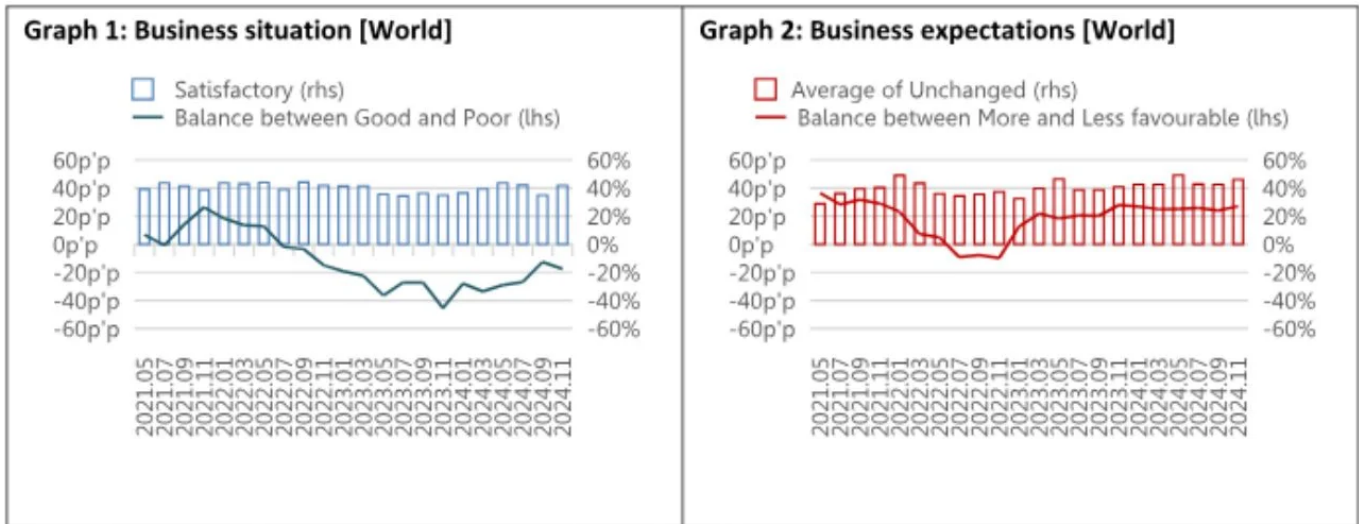 Graph 1: Business situation [World]
Satisfactory (rhs)
Balance between Good and Poor (lhs)
60p'p 60%
40p'p 40%
20p'p 20%
0p'p 0%
-20p'p -20%
-40p'p -40%
-60p'p -60%
2021.05
2021.07
2021.09
2021.11
2022.01
2022.03
2022.05
2022.07
2022.09
2022.11
2023.01
2023.03
2023.05
2023.07
2023.09
2023.11
2024.01
2024.03
2024.05
2024.07
2024.09
2024.11
Graph 2: Business expectations [World]
Average of Unchanged (rhs)
Balance between More and Less favourable (lhs)
60p'p 60%
40p'p 40%
20p'p 20%
0p'p 0%
-20p'p -20%
-40p'p -40%
-60p'p -60%
2021.05
2021.07
2021.09
2021.11
2022.01
2022.03
2022.05
2022.07
2022.09
2022.11
2023.01
2023.03
2023.05
2023.07
2023.09
2023.11
2024.01
2024.03
2024.05
2024.07
2024.09
2024.11